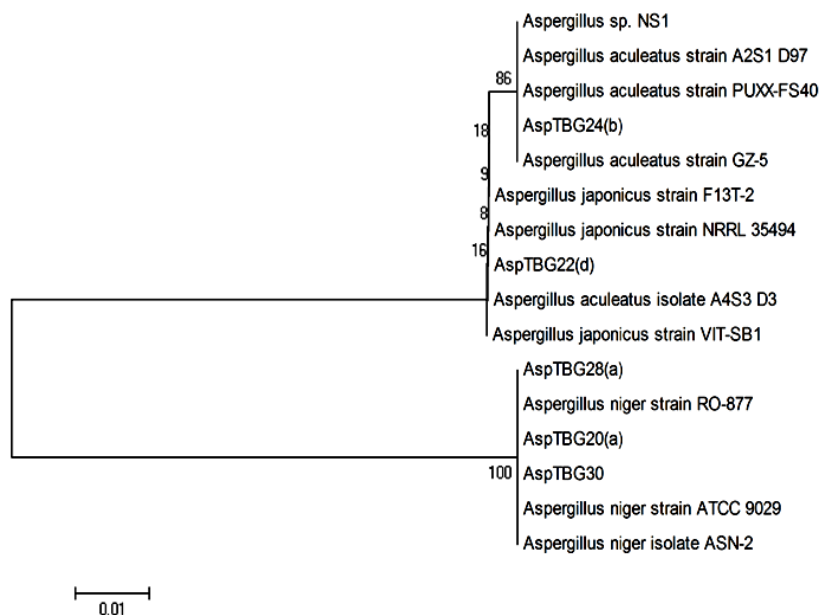 Aspergillus sp. NS1
Aspergillus aculeatus strain A2S1 D97
86
Aspergillus aculeatus strain PUXX-FS40
18
AspTBG24(b)
Aspergillus aculeatus strain GZ-5
9
Aspergillus japonicus strain F13T-2
8
Aspergillus japonicus strain NRRL 35494
16
AspTBG22(d)
Aspergillus aculeatus isolate A4S3 D3
Aspergillus japonicus strain VIT-SB1
AspTBG28(a)
Aspergillus niger strain RO-877
AspTBG20(a)
100
AspTBG30
Aspergillus niger strain ATCC 9029
Aspergillus niger isolate ASN-2
0.01